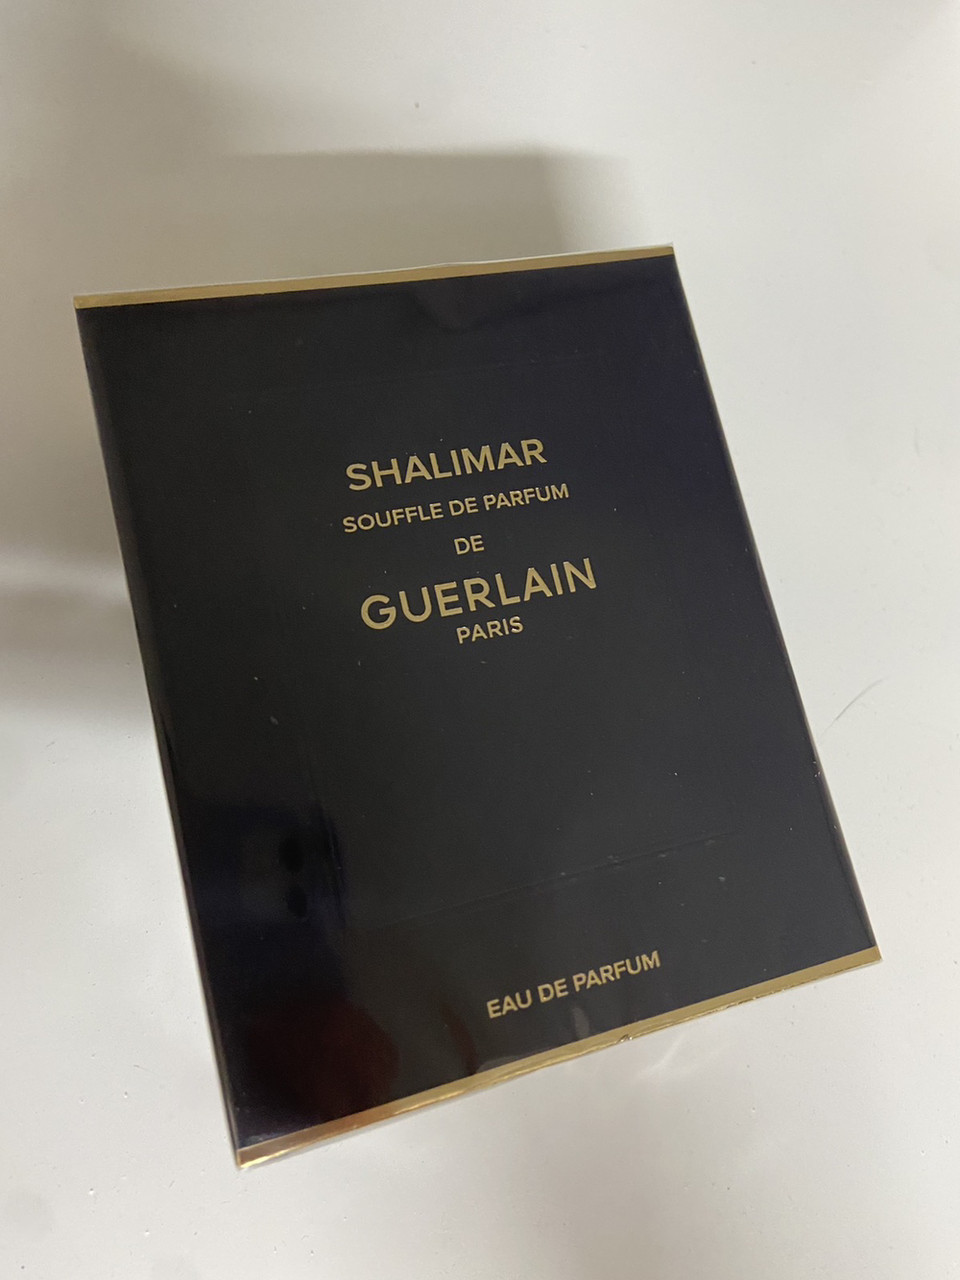 SHALIMAR
SOUFFLE DE PARFUM
DE
GUERLAIN
PARIS
EAU DE PARFUM